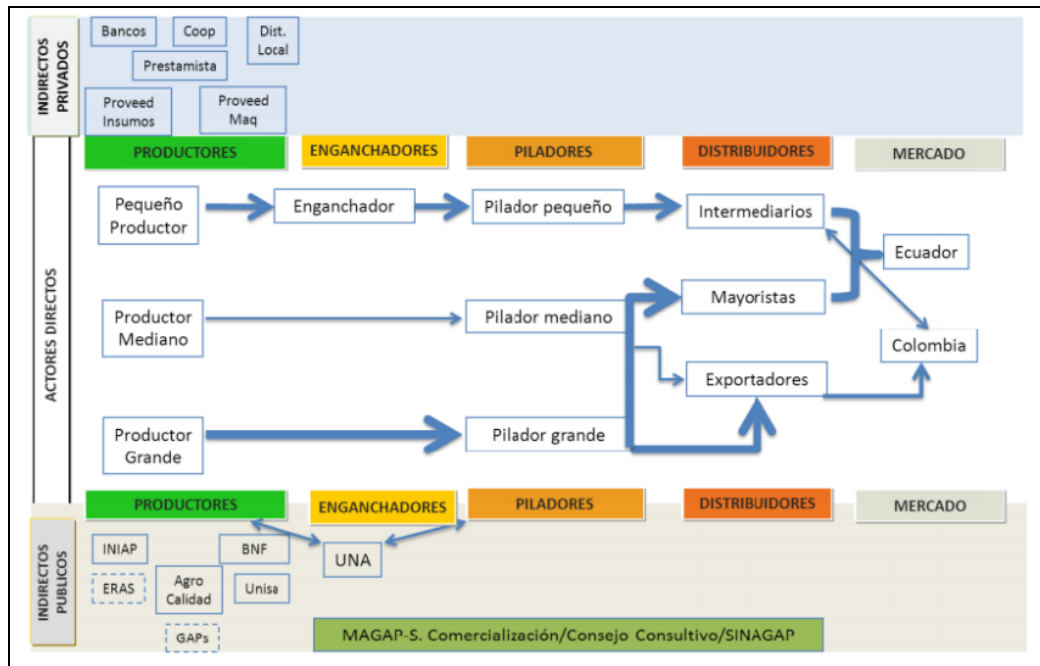 INDIRECTOS
PRIVADOS
Bancos
Coop
Dist.
Local
Prestamista
Proveed
Insumos
Proveed
Maq
ACTORES DIRECTOS
PRODUCTORES
ENGANCHADORES
PILADORES
DISTRIBUIDORES
MERCADO
Pequeño
Productor
Enganchador
Pilador pequeño
Intermediarios
Ecuador
Productor
Mediano
Pilador mediano
Mayoristas
Colombia
Exportadores
Productor
Grande
Pilador grande
PRODUCTORES
ENGANCHADORES
PILADORES
DISTRIBUIDORES
MERCADO
INDIRECTOS
PUBLICOS
INIAP
BNF
UNA
ERAS
Agro
Calidad
Unisa
GAPs
MAGAP-S. Comercialización/Consejo Consultivo/SINAGAP